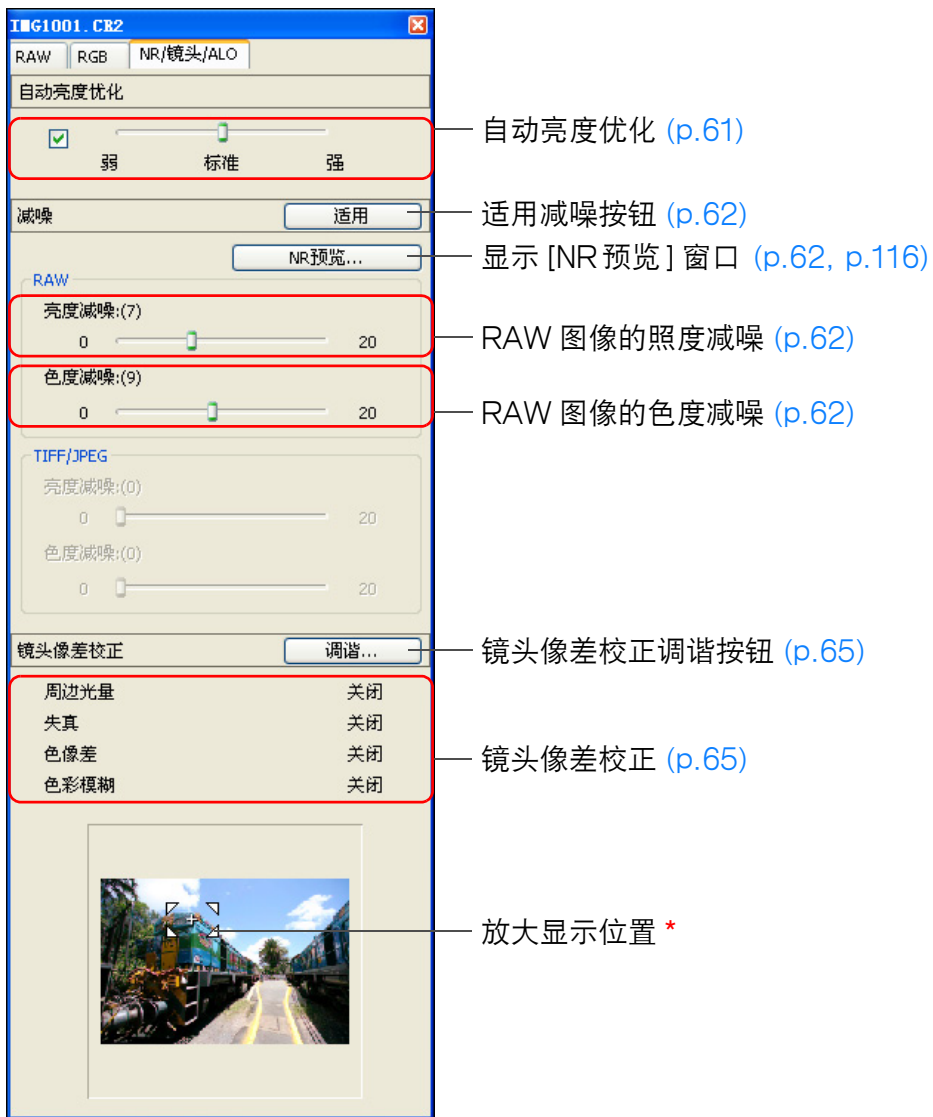 IMG1001.CR2
RAW RGB NR/镜头/ALO
自动亮度优化
弱 标准 强
自动亮度优化 (p.61)
减噪 适用
适用减噪按钮 (p.62)
NR预览...
显示 [NR 预览] 窗口 (p.62, p.116)
RAW
亮度减噪:(7)
0 20
RAW 图像的照度减噪 (p.62)
色度减噪:(9)
0 20
RAW 图像的色度减噪 (p.62)
TIFF/JPEG
亮度减噪:(0)
0 20
色度减噪:(0)
0 20
镜头像差校正 调谐...
镜头像差校正调谐按钮 (p.65)
周边光量 关闭
失真 关闭
色像差 关闭
色彩模糊 关闭
镜头像差校正 (p.65)
放大显示位置 *